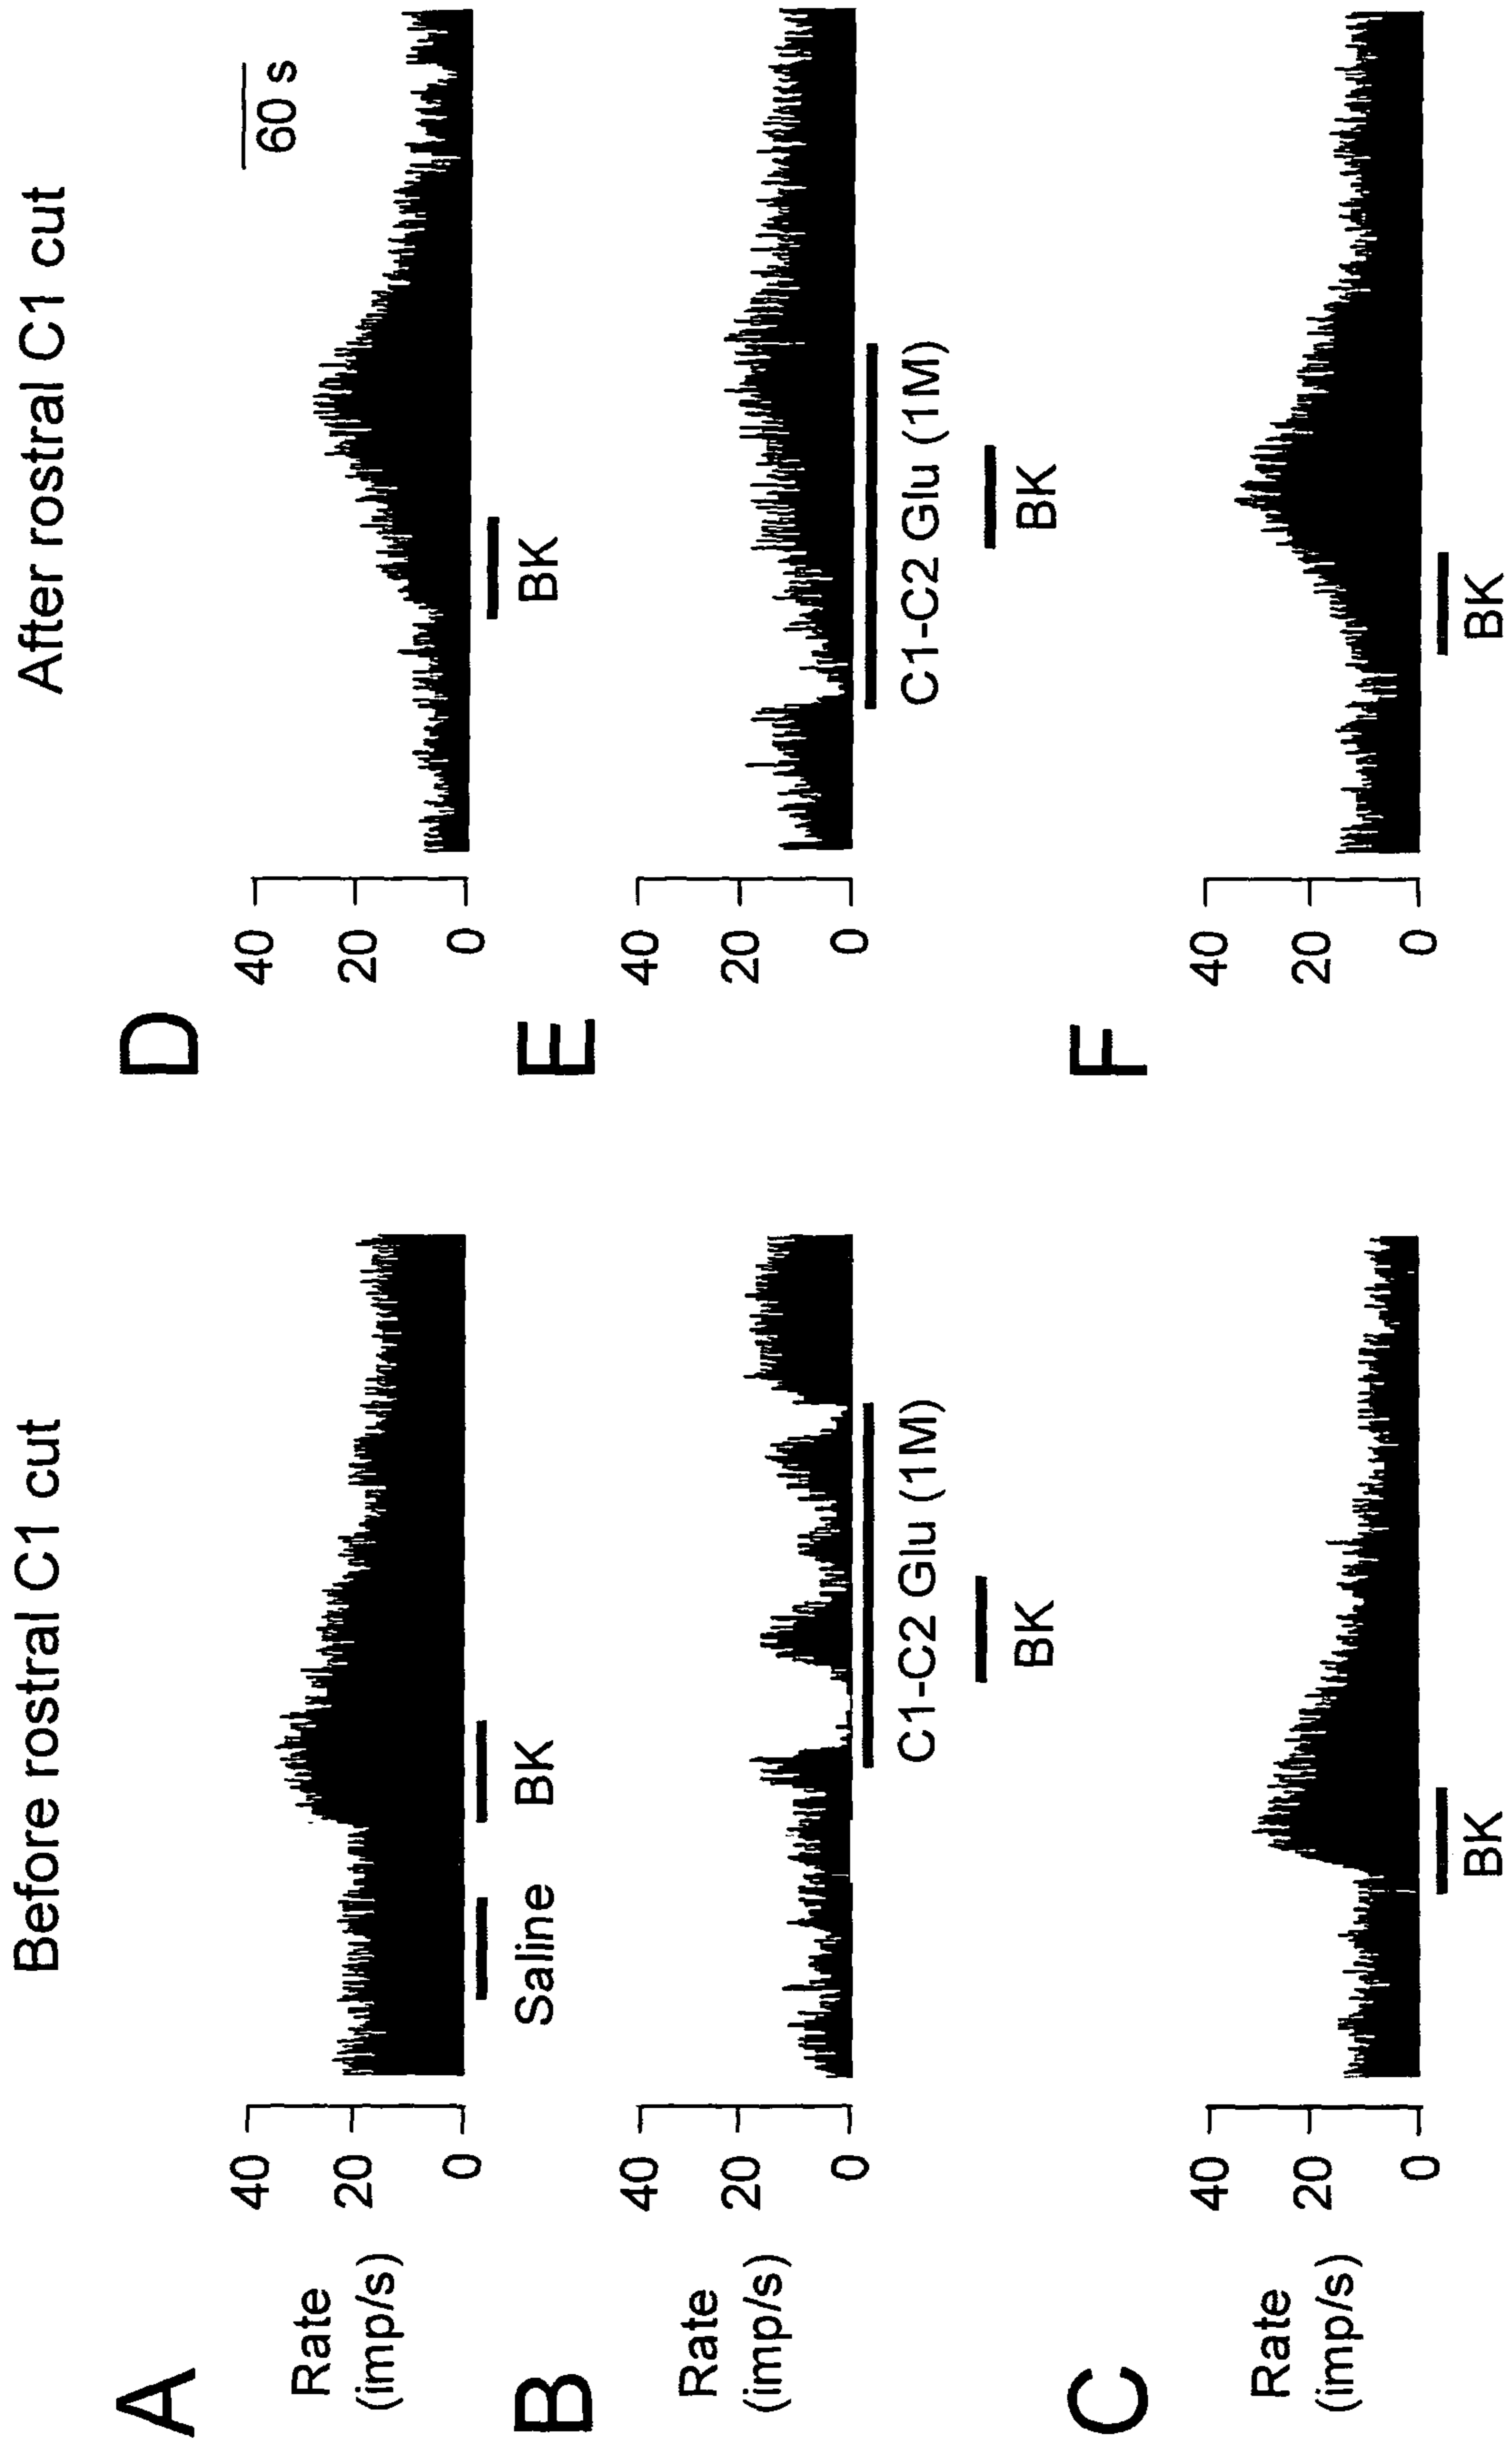 Before rostral C1 cut
After rostral C1 cut
A
Rate
(imp/s)
40
20
0
Saline
BK
D
40
20
0
60 s
BK
B
Rate
(imp/s)
40
20
0
C1-C2 Glu (1M)
BK
E
40
20
0
C1-C2 Glu (1M)
BK
C
Rate
(imp/s)
40
20
0
BK
F
40
20
0
BK